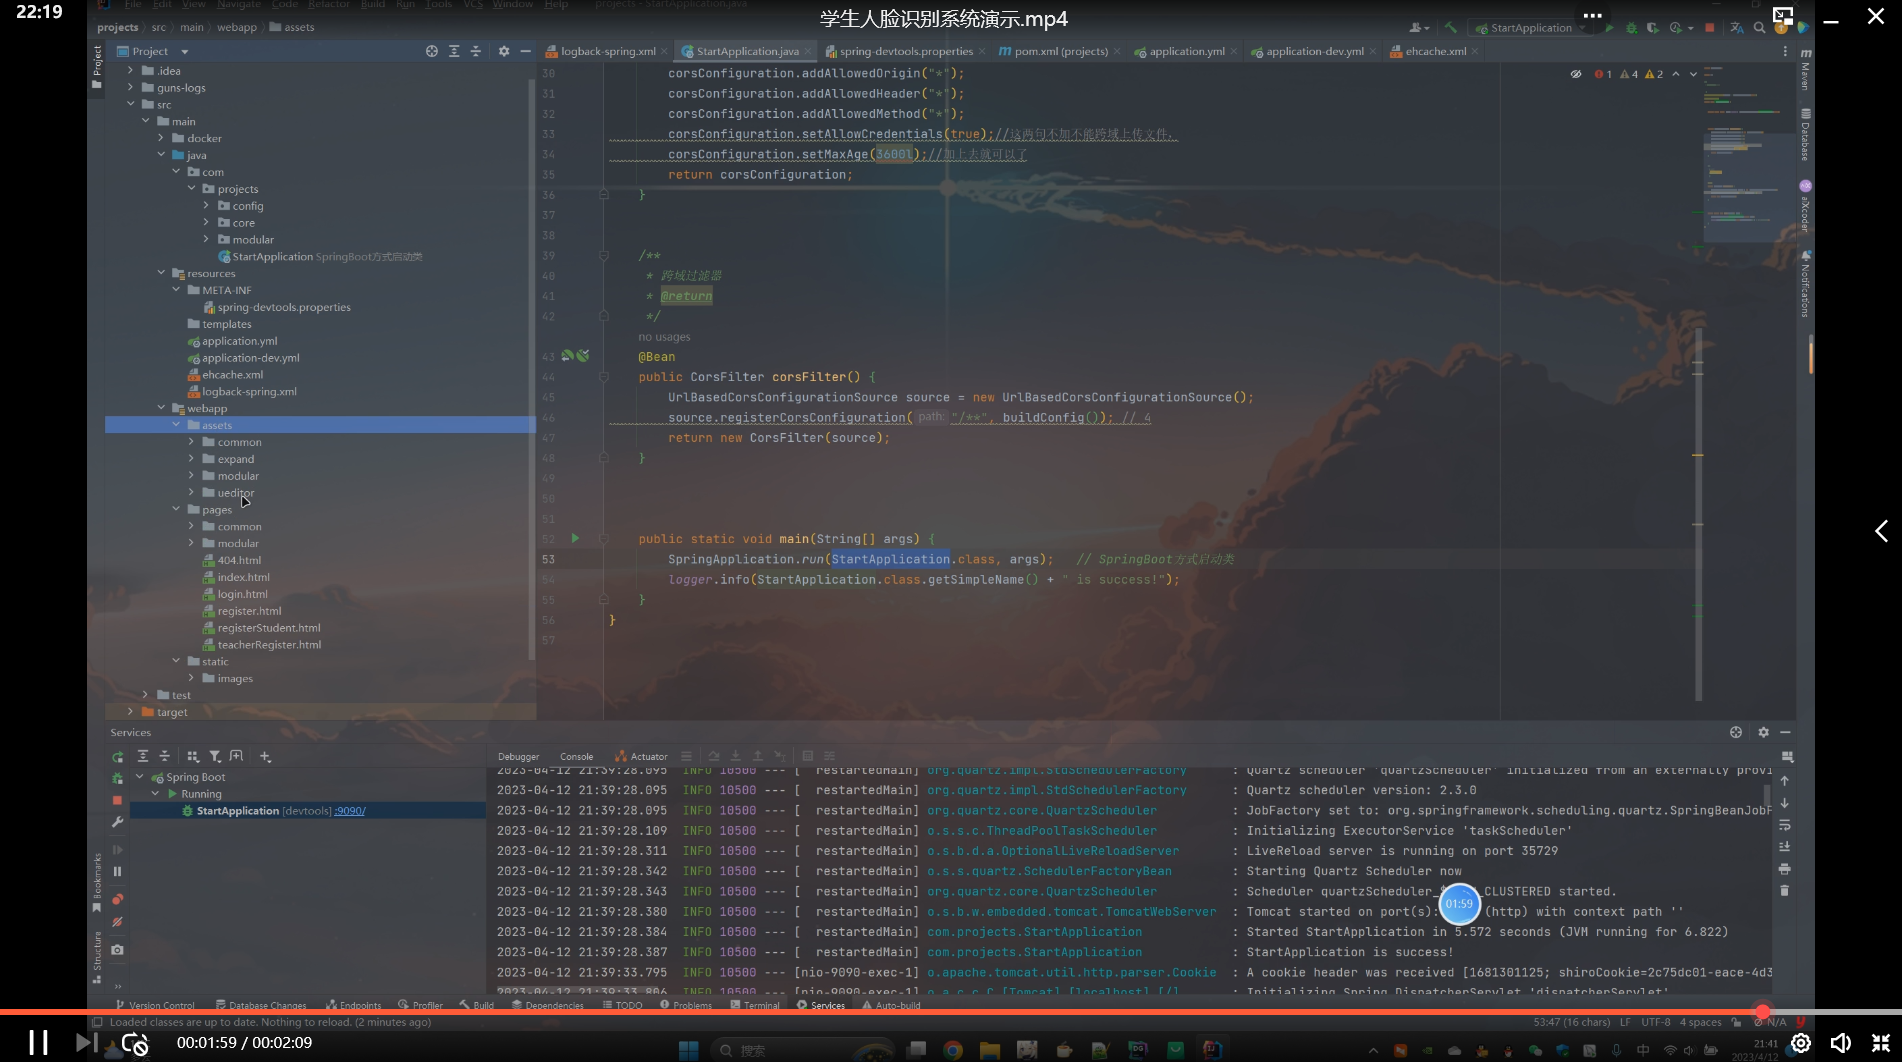 22:19
学生人脸识别系统演示.mp4
File Edit View Navigate Code Refactor Build Run Tools VCS Window Help projects - StartApplication.java
projects src main webapp assets
StartApplication
Project
logback-spring.xml
StartApplication.java
spring-devtools.properties
pom.xml (projects)
application.yml
application-dev.yml
ehcache.xml
.idea
guns-logs
src
main
docker
java
com
projects
config
core
modular
StartApplication SpringBoot方式启动类
resources
META-INF
spring-devtools.properties
templates
application.yml
application-dev.yml
ehcache.xml
logback-spring.xml
webapp
assets
common
expand
modular
ueditor
pages
common
modular
404.html
index.html
login.html
register.html
registerStudent.html
teacherRegister.html
static
images
test
target
1 4 2
30 corsConfiguration.addAllowedOrigin("*");
31 corsConfiguration.addAllowedHeader("*");
32 corsConfiguration.addAllowedMethod("*");
33 corsConfiguration.setAllowCredentials(true);//这两句不加不能跨域上传文件，
34 corsConfiguration.setMaxAge(3600l);//加上去就可以了
35 return corsConfiguration;
36 }
37
38
39 /**
40 * 跨域过滤器
41 * @return
42 */
no usages
43 @Bean
44 public CorsFilter corsFilter() {
45 UrlBasedCorsConfigurationSource source = new UrlBasedCorsConfigurationSource();
46 source.registerCorsConfiguration( path: "/**", buildConfig()); // 4
47 return new CorsFilter(source);
48 }
49
50
51
52 public static void main(String[] args) {
53 SpringApplication.run(StartApplication.class, args); // SpringBoot方式启动类
54 logger.info(StartApplication.class.getSimpleName() + " is success!");
55 }
56 }
57
Maven
Database
aiXcoder
Notifications
Project
Bookmarks
Structure
Services
Debugger Console Actuator
Spring Boot
Running
StartApplication [devtools] :9090/
2023-04-12 21:39:28.095 INFO 10500 --- [ restartedMain] org.quartz.impl.StdSchedulerFactory : Quartz scheduler 'quartzScheduler' initialized from an externally provi
2023-04-12 21:39:28.095 INFO 10500 --- [ restartedMain] org.quartz.impl.StdSchedulerFactory : Quartz scheduler version: 2.3.0
2023-04-12 21:39:28.095 INFO 10500 --- [ restartedMain] org.quartz.core.QuartzScheduler : JobFactory set to: org.springframework.scheduling.quartz.SpringBeanJobF
2023-04-12 21:39:28.109 INFO 10500 --- [ restartedMain] o.s.s.c.ThreadPoolTaskScheduler : Initializing ExecutorService 'taskScheduler'
2023-04-12 21:39:28.311 INFO 10500 --- [ restartedMain] o.s.b.d.a.OptionalLiveReloadServer : LiveReload server is running on port 35729
2023-04-12 21:39:28.342 INFO 10500 --- [ restartedMain] o.s.s.quartz.SchedulerFactoryBean : Starting Quartz Scheduler now
2023-04-12 21:39:28.343 INFO 10500 --- [ restartedMain] org.quartz.core.QuartzScheduler : Scheduler quartzScheduler CLUSTERED started.
2023-04-12 21:39:28.380 INFO 10500 --- [ restartedMain] o.s.b.w.embedded.tomcat.TomcatWebServer : Tomcat started on port(s): (http) with context path ''
2023-04-12 21:39:28.384 INFO 10500 --- [ restartedMain] com.projects.StartApplication : Started StartApplication in 5.572 seconds (JVM running for 6.822)
2023-04-12 21:39:28.387 INFO 10500 --- [ restartedMain] com.projects.StartApplication : StartApplication is success!
2023-04-12 21:39:33.795 INFO 10500 --- [nio-9090-exec-1] o.apache.tomcat.util.http.parser.Cookie : A cookie header was received [1681301125; shiroCookie=2c75dc01-eace-4d3
2023-04-12 21:39:33.806 INFO 10500 --- [nio-9090-exec-1] o.a.c.c.C.[Tomcat].[localhost].[/] : Initializing Spring DispatcherServlet 'dispatcherServlet'
01:59
Version Control Database Changes Endpoints Profiler Build Dependencies TODO Problems Terminal Services Auto-build
Loaded classes are up to date. Nothing to reload. (2 minutes ago)
53:47 (16 chars) LF UTF-8 4 spaces N/A
00:01:59 / 00:02:09
搜索
中
21:41
2023/4/12